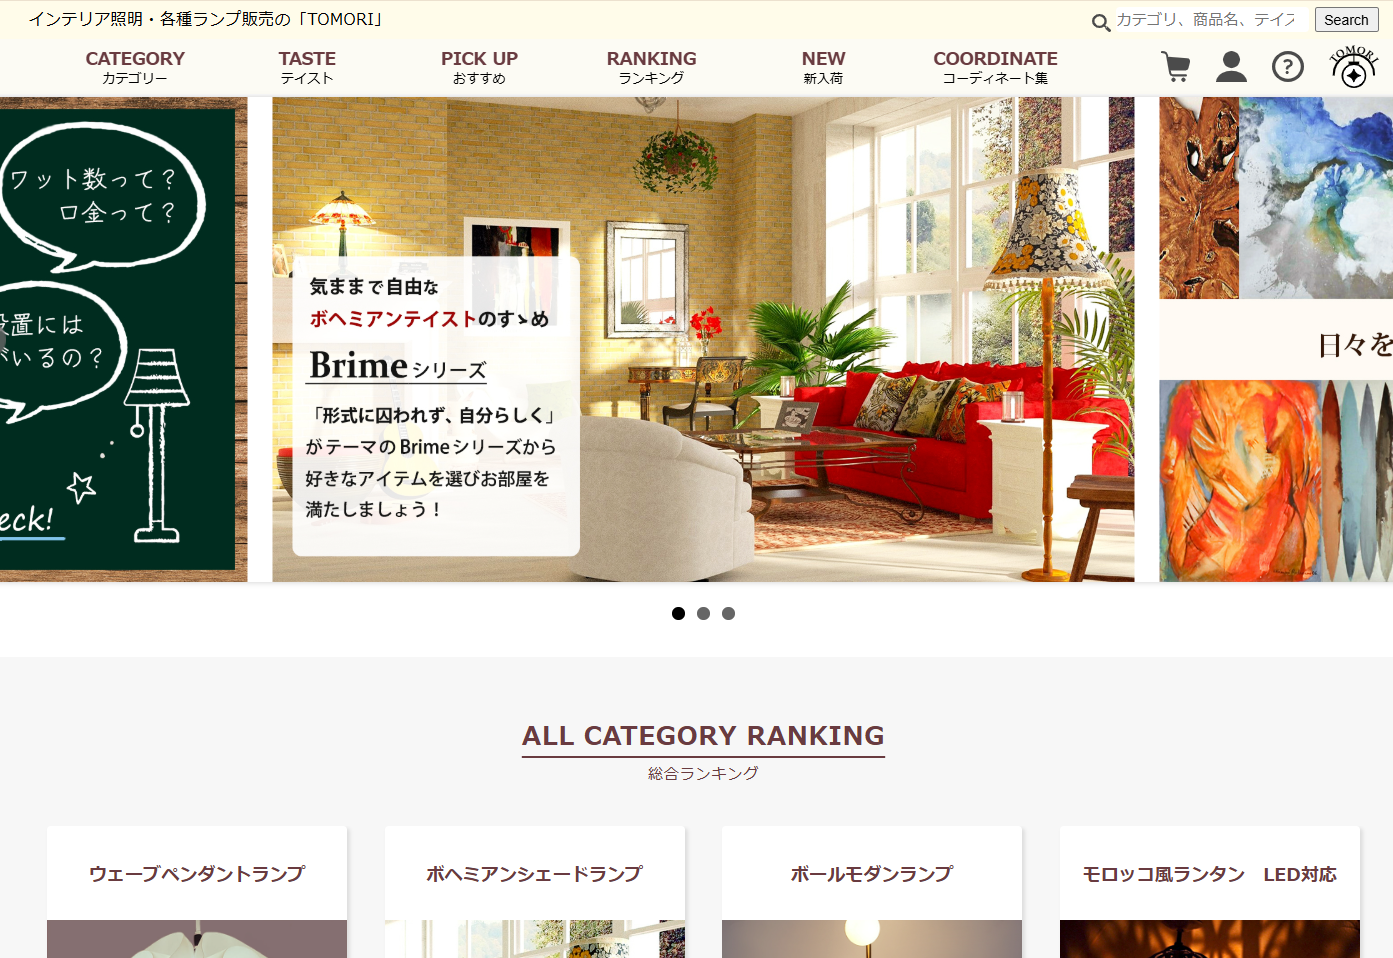 インテリア照明・各種ランプ販売の「TOMORI」
カテゴリ、商品名、テイス
Search
CATEGORY
カテゴリー
TASTE
テイスト
PICK UP
おすすめ
RANKING
ランキング
NEW
新入荷
COORDINATE
コーディネート集
TOMORI
ワット数って？
口金って？
設置には
がいるの？
eck!
気ままで自由な
ボヘミアンテイストのすゝめ
Brimeシリーズ
「形式に囚われず、自分らしく」
がテーマのBrimeシリーズから
好きなアイテムを選びお部屋を
満たしましょう！
日々を
ALL CATEGORY RANKING
総合ランキング
ウェーブペンダントランプ
ボヘミアンシェードランプ
ボールモダンランプ
モロッコ風ランタン　LED対応